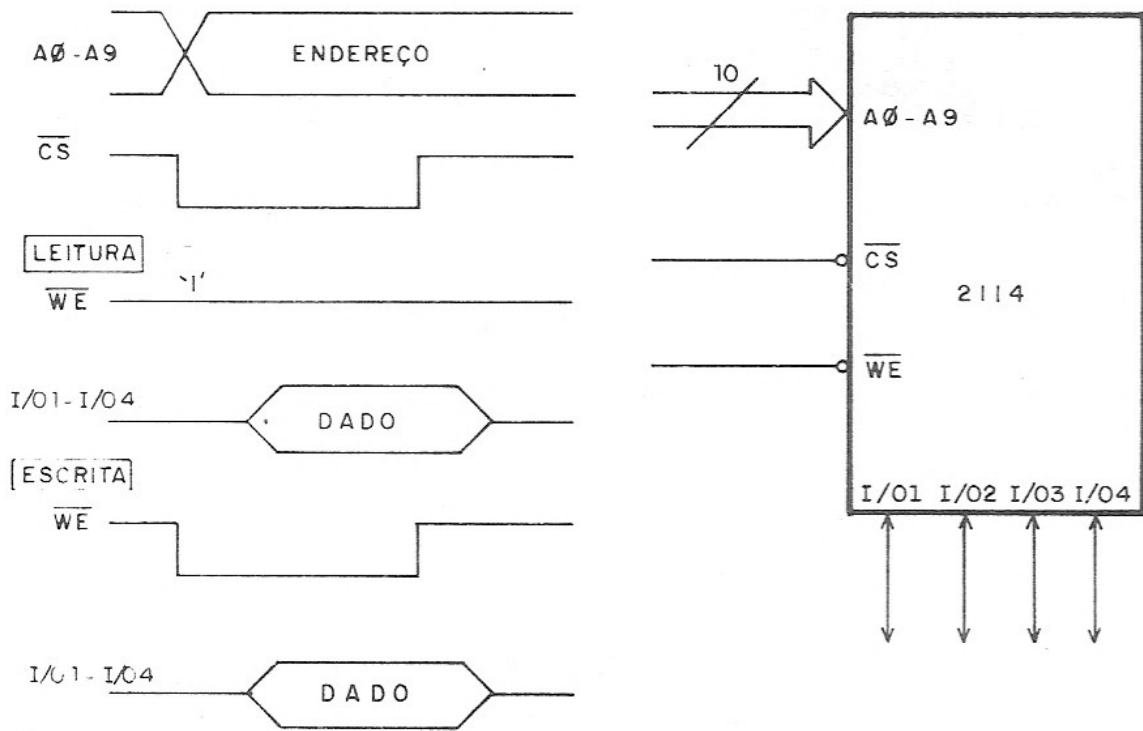 AØ-A9
ENDEREÇO
CS
LEITURA
'1'
WE
I/O1-I/O4
DADO
ESCRITA
WE
I/O1-I/O4
DADO
10
AØ-A9
CS
2114
WE
I/O1 I/O2 I/O3 I/O4